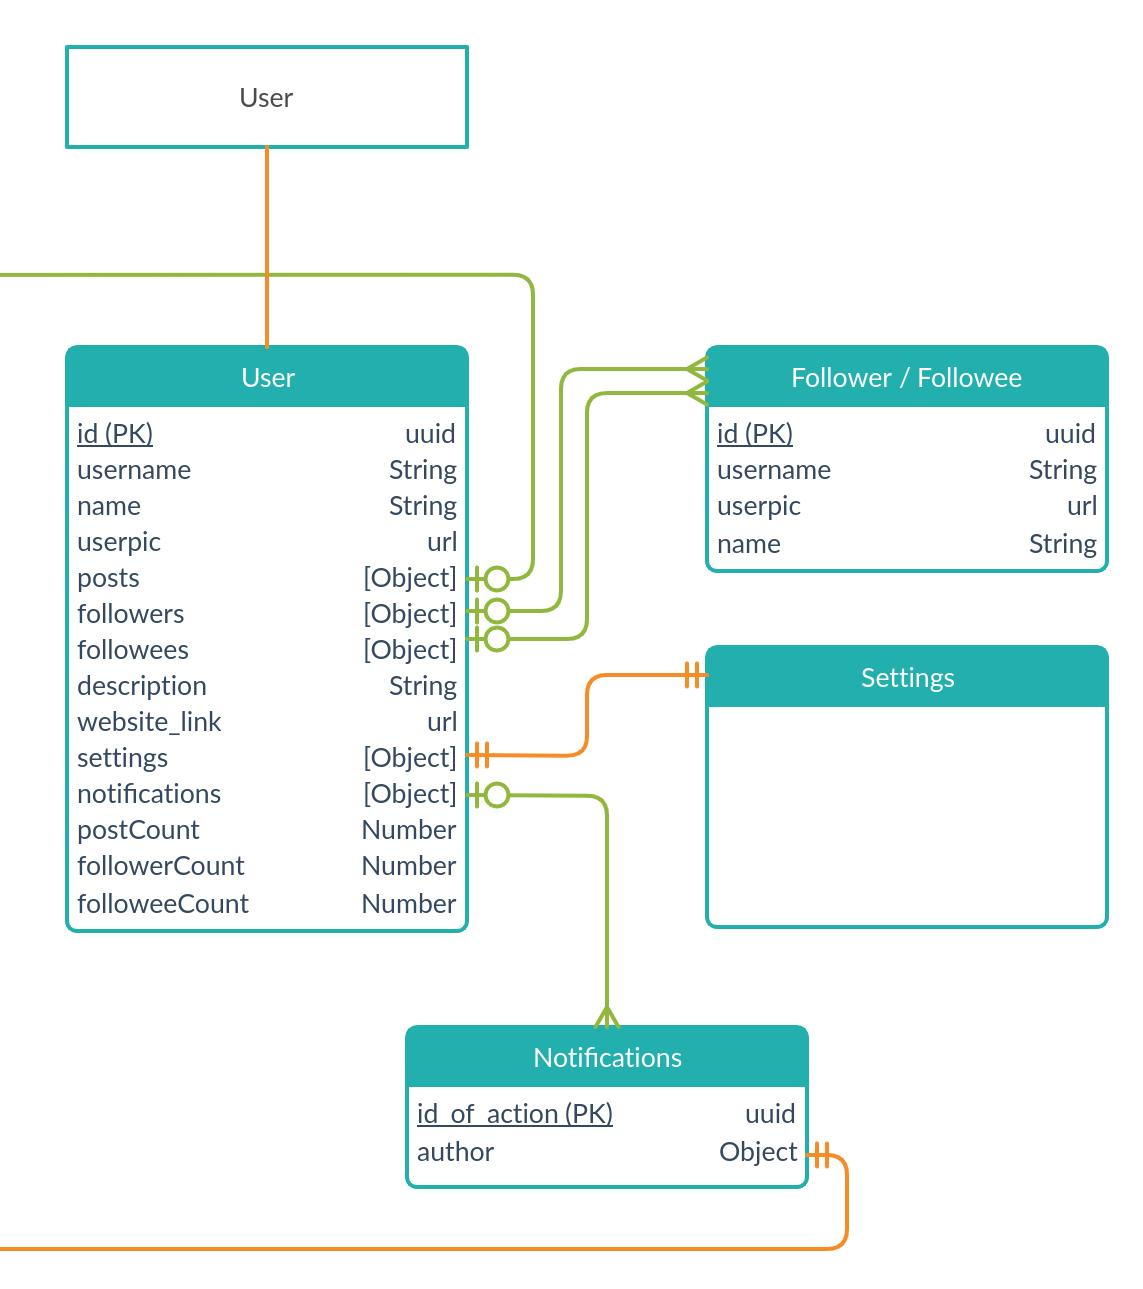 User
User
id (PK) uuid
username String
name String
userpic url
posts [Object]
followers [Object]
followees [Object]
description String
website_link url
settings [Object]
notifications [Object]
postCount Number
followerCount Number
followeeCount Number
Follower / Followee
id (PK) uuid
username String
userpic url
name String
Settings
Notifications
id_of_action (PK) uuid
author Object